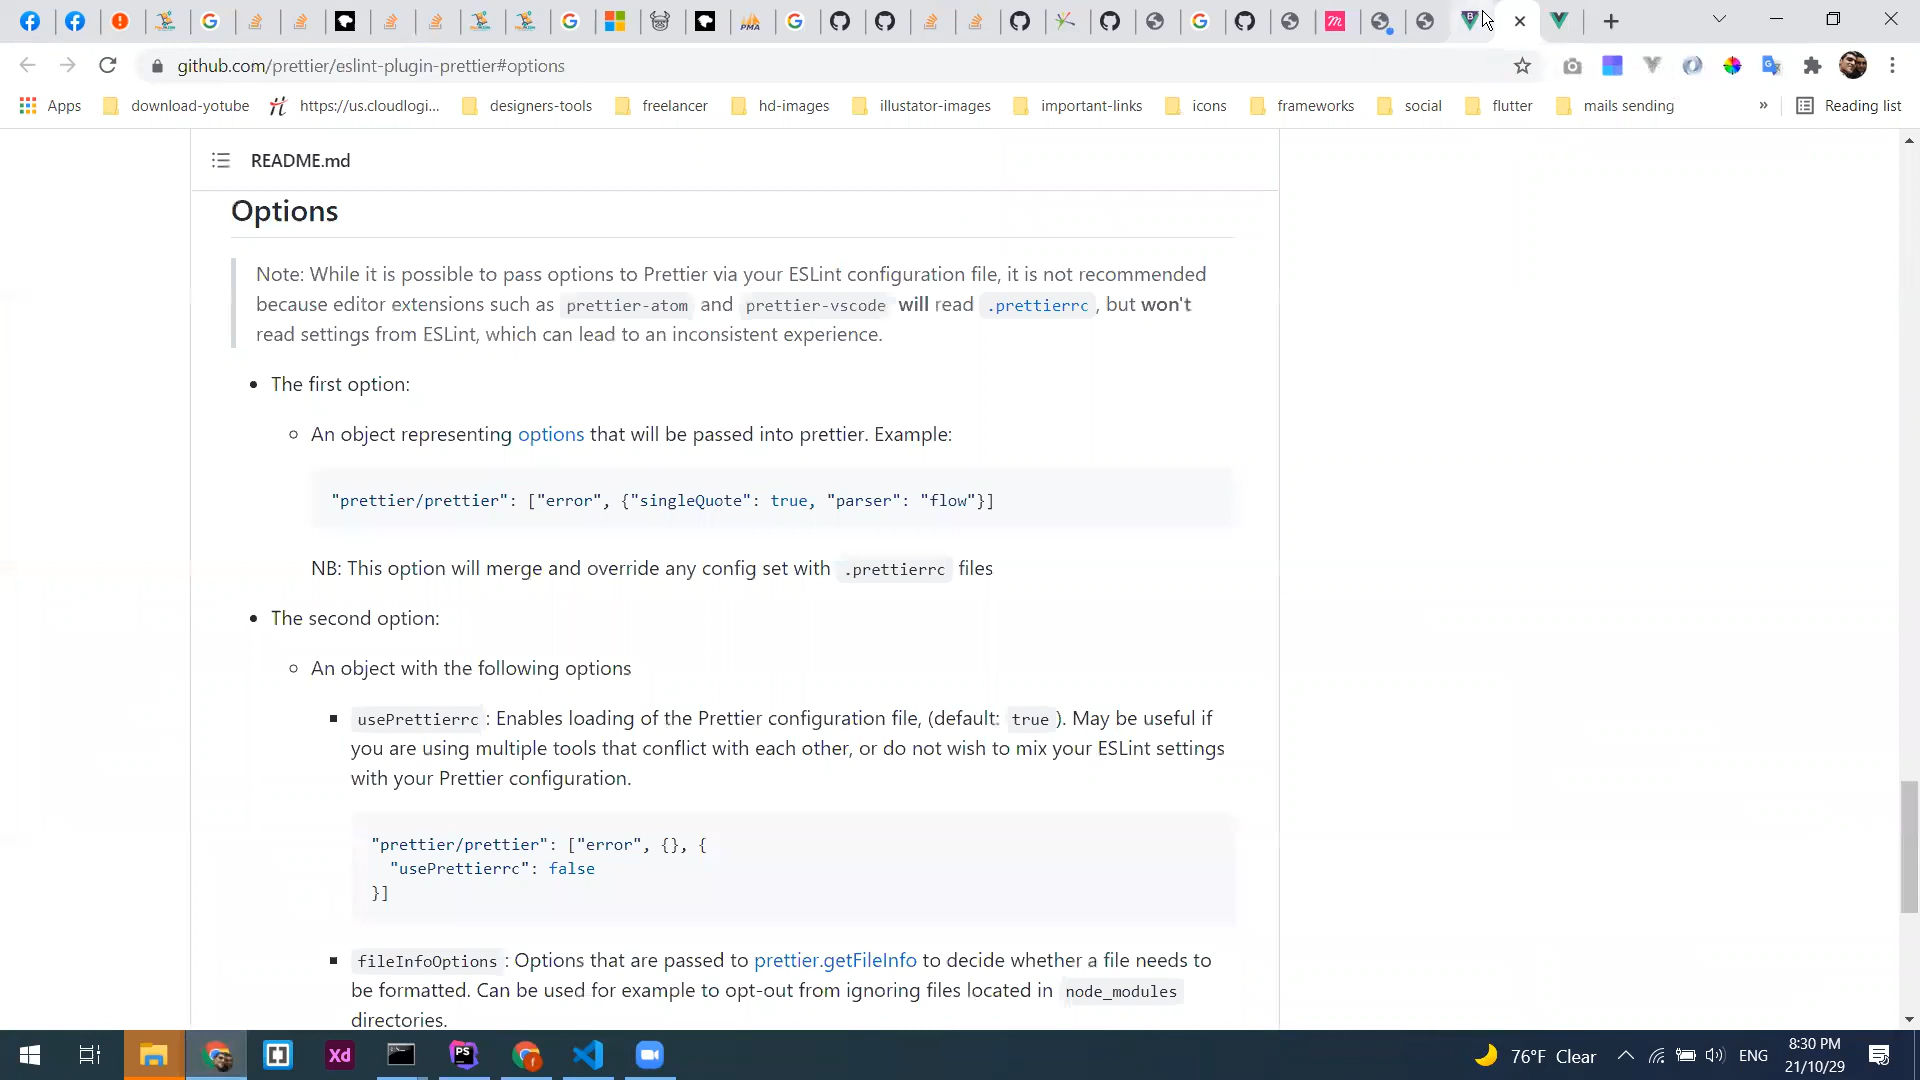 github.com/prettier/eslint-plugin-prettier#options
Apps
download-yotube
https://us.cloudlogi...
designers-tools
freelancer
hd-images
illustator-images
important-links
icons
frameworks
social
flutter
mails sending
»
Reading list
README.md
Options
Note: While it is possible to pass options to Prettier via your ESLint configuration file, it is not recommended
because editor extensions such as prettier-atom and prettier-vscode will read .prettierrc, but won't
read settings from ESLint, which can lead to an inconsistent experience.
• The first option:
○ An object representing options that will be passed into prettier. Example:
"prettier/prettier": ["error", {"singleQuote": true, "parser": "flow"}]
NB: This option will merge and override any config set with .prettierrc files
• The second option:
○ An object with the following options
▪ usePrettierrc: Enables loading of the Prettier configuration file, (default: true). May be useful if
you are using multiple tools that conflict with each other, or do not wish to mix your ESLint settings
with your Prettier configuration.
"prettier/prettier": ["error", {}, {
"usePrettierrc": false
}]
▪ fileInfoOptions: Options that are passed to prettier.getFileInfo to decide whether a file needs to
be formatted. Can be used for example to opt-out from ignoring files located in node_modules
directories.
Xd
PS
76°F Clear
ENG
8:30 PM
21/10/29